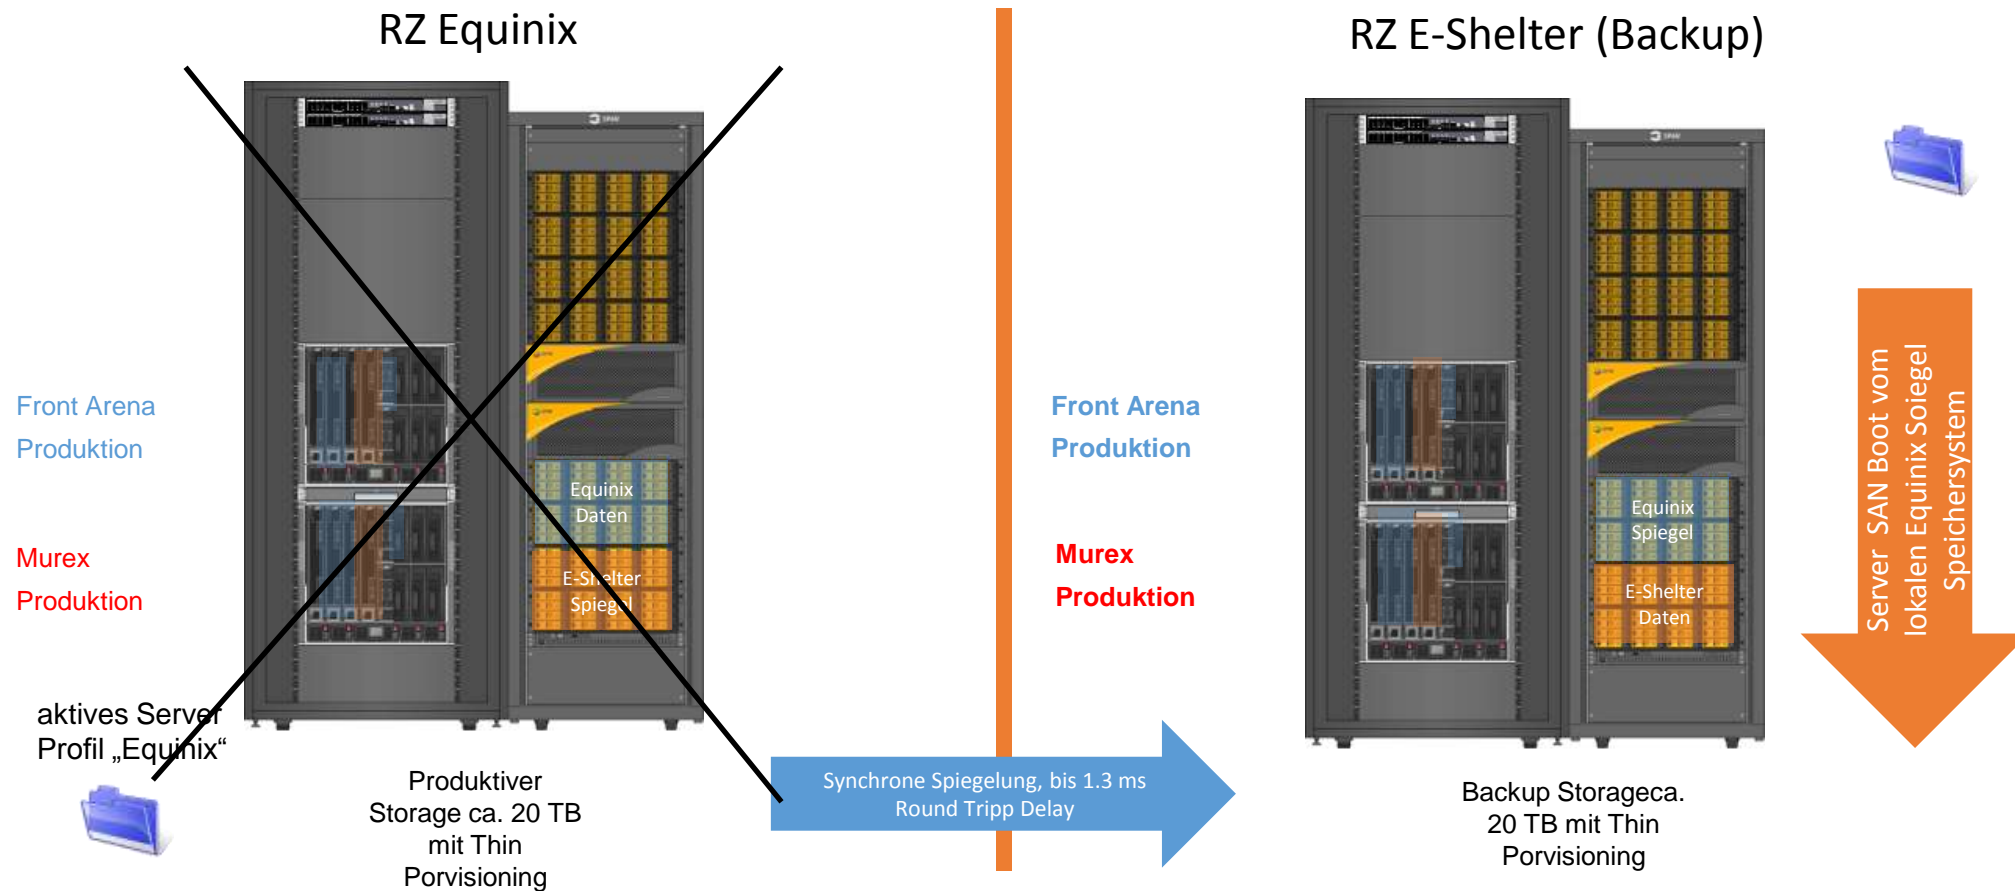 RZ Equinix
RZ E-Shelter (Backup)
Front Arena
Produktion
Murex
Produktion
aktives Server
Profil „Equinix“
Equinix
Daten
E-Shelter
Spiegel
Produktiver
Storage ca. 20 TB
mit Thin
Porvisioning
Synchrone Spiegelung, bis 1.3 ms
Round Tripp Delay
Front Arena
Produktion
Murex
Produktion
Equinix
Spiegel
E-Shelter
Daten
Backup Storageca.
20 TB mit Thin
Porvisioning
Server  SAN Boot vom
lokalen Equinix Soiegel
Speichersystem